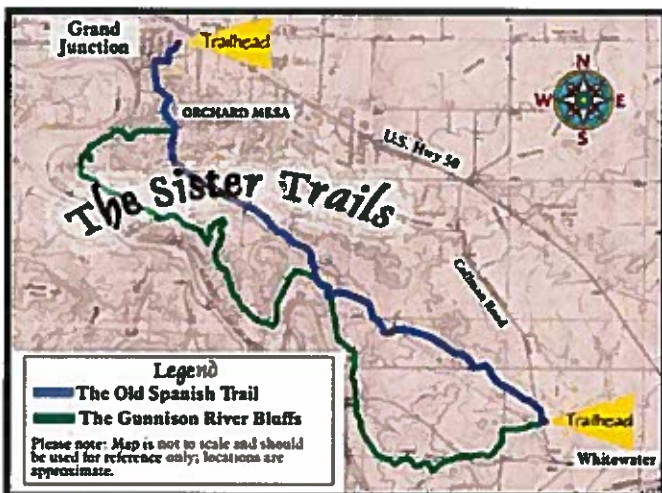 Grand
Junction
Trailhead
N
W
E
S
ORCHARD MESA
U.S. Hwy 50
The Sister Trails
Coffman Road
Legend
The Old Spanish Trail
The Gunnison River Bluffs
Please note: Map is not to scale and should
be used for reference only; locations are
approximate.
Trailhead
Whitewater